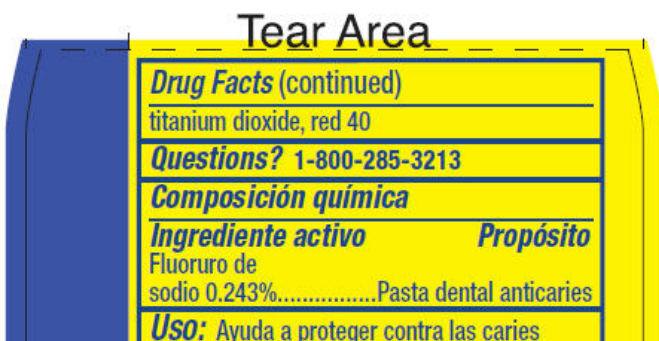 Tear Area
Drug Facts (continued)
titanium dioxide, red 40
Questions? 1-800-285-3213
Composición química
Ingrediente activo Propósito
Fluoruro de
sodio 0.243%................Pasta dental anticaries
Uso: Ayuda a proteger contra las caries